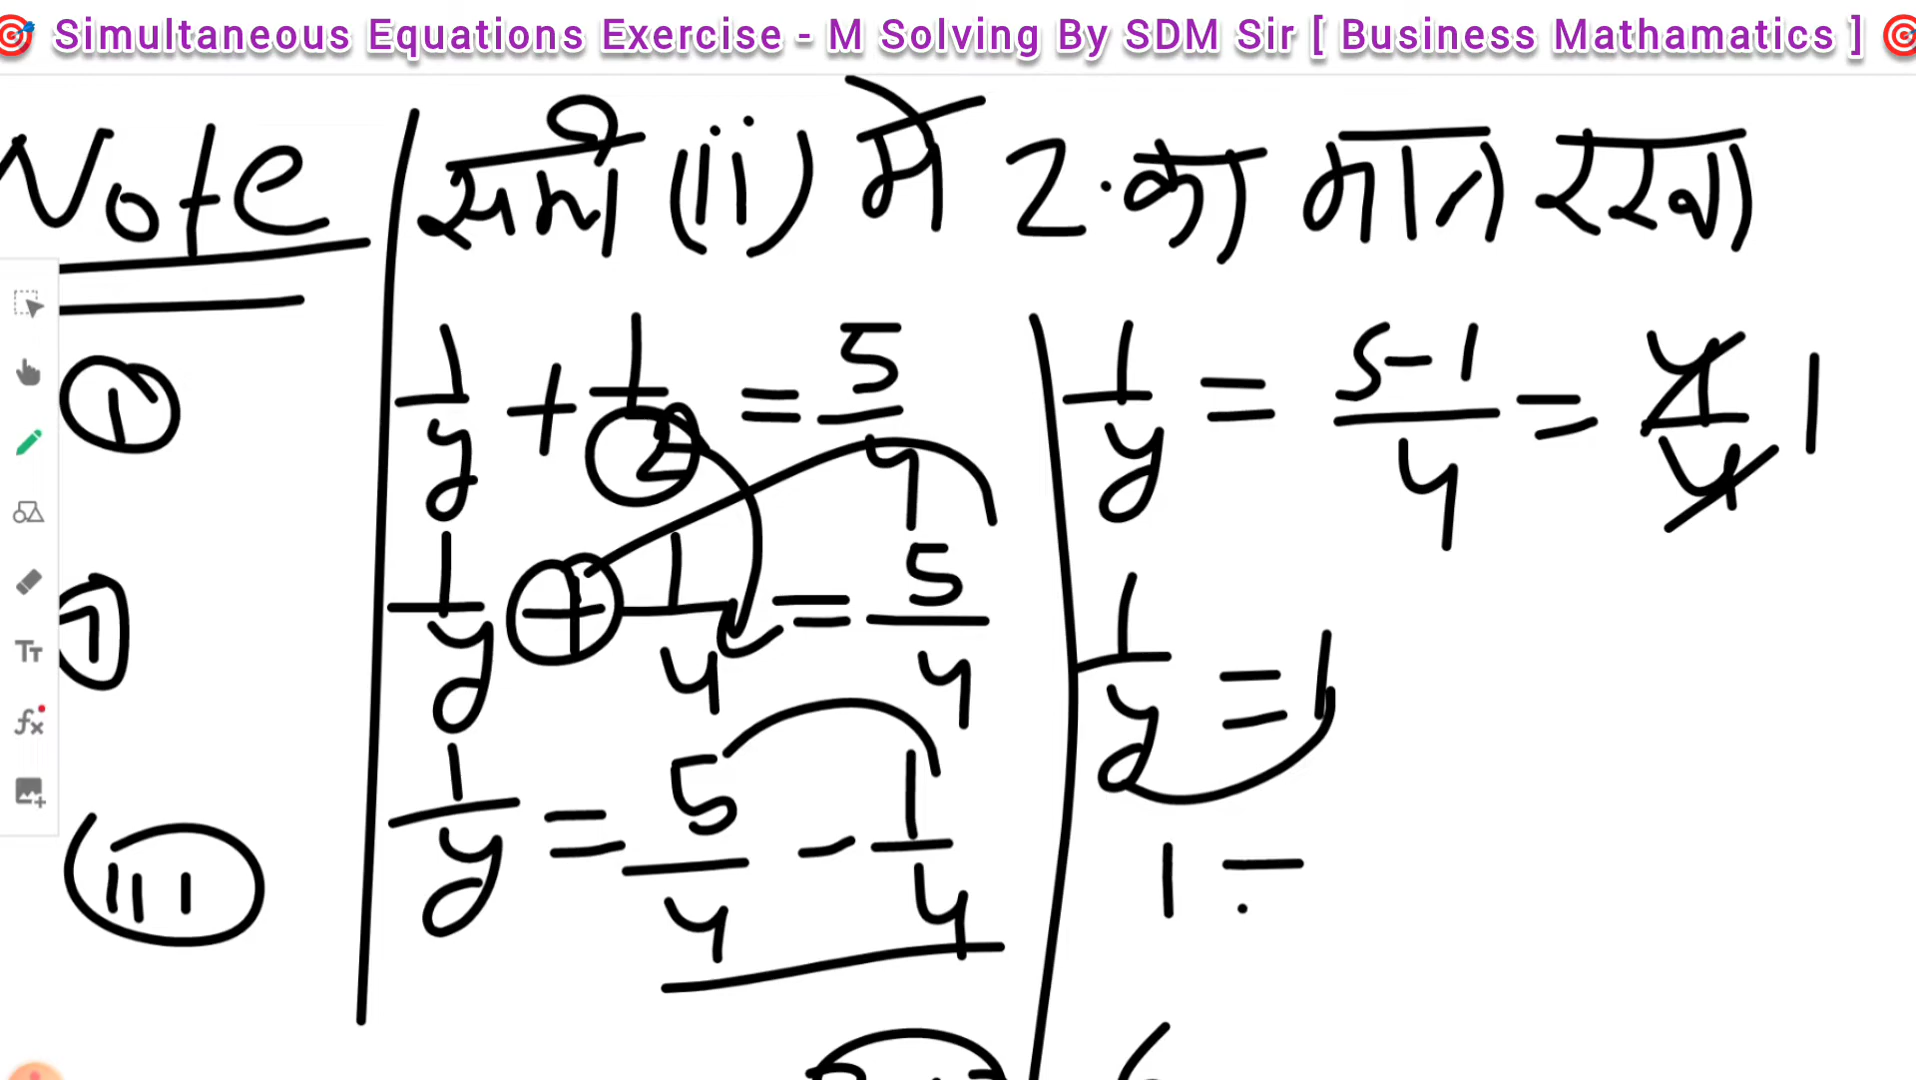 Simultaneous Equations Exercise - M Solving By SDM Sir [ Business Mathamatics ]
Note
समी (ii) में z का मान रखा
1/y + 1/z = 5/4
1/y + 1/4 = 5/4
1/y = 5/4 - 1/4
1/y = 5-1/4 = 4/4 1
1/y = 1
1 =
i
iii
Tт
fx